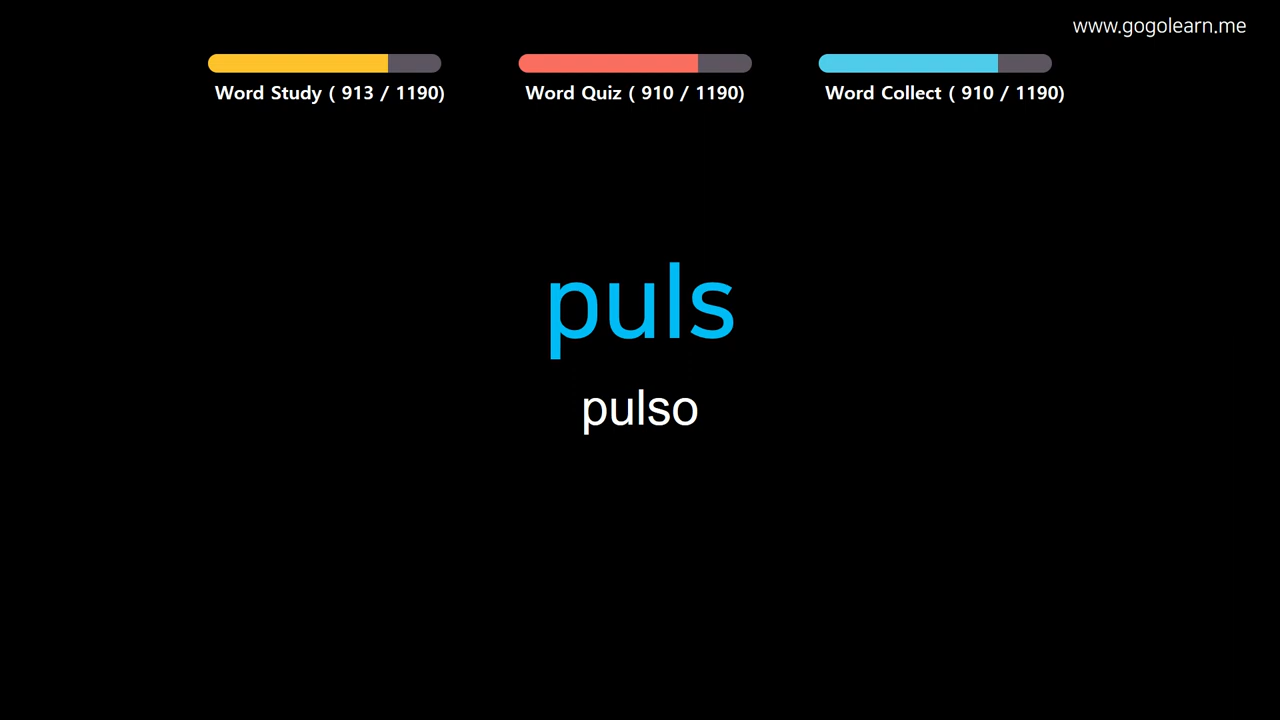 www.gogolearn.me
Word Study ( 913 / 1190)
Word Quiz ( 910 / 1190)
Word Collect ( 910 / 1190)
puls
pulso